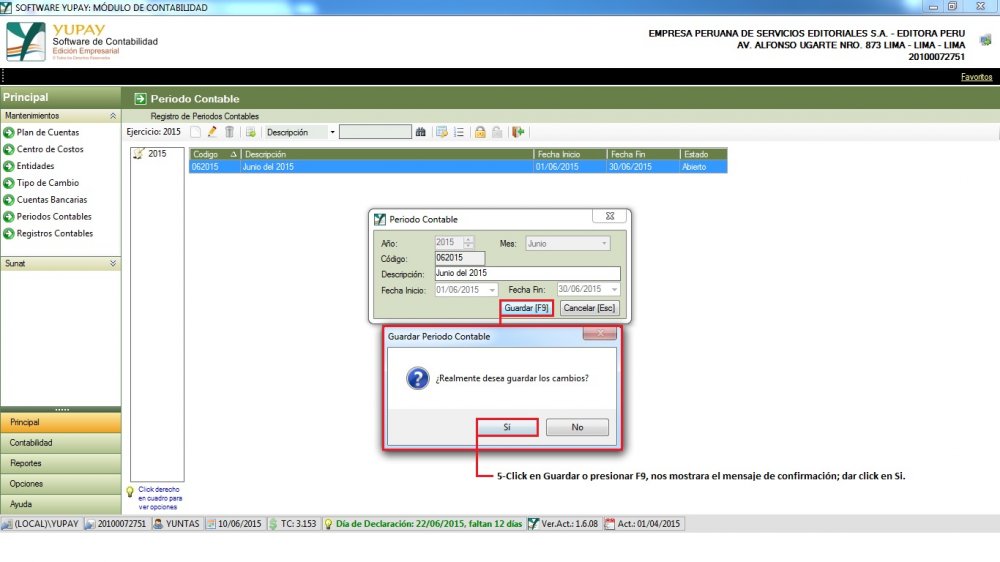 SOFTWARE YUPAY: MÓDULO DE CONTABILIDAD
YUPAY
Software de Contabilidad
Edición Empresarial
© Todos los Derechos Reservados
EMPRESA PERUANA DE SERVICIOS EDITORIALES S.A. - EDITORA PERU
AV. ALFONSO UGARTE NRO. 873 LIMA - LIMA - LIMA
20100072751
Favoritos
Principal
Periodo Contable
Mantenimientos
Registro de Periodos Contables
Plan de Cuentas
Centro de Costos
Entidades
Tipo de Cambio
Cuentas Bancarias
Periodos Contables
Registros Contables
Sunat
Ejercicio: 2015
Descripción
2015
Codigo Descripción Fecha Inicio Fecha Fin Estado
062015 Junio del 2015 01/06/2015 30/06/2015 Abierto
Periodo Contable
Año: 2015 Mes: Junio
Código: 062015
Descripción: Junio del 2015
Fecha Inicio: 01/06/2015 Fecha Fin: 30/06/2015
Guardar [F9] Cancelar [Esc]
Guardar Periodo Contable
¿Realmente desea guardar los cambios?
Sí No
5-Click en Guardar o presionar F9, nos mostrara el mensaje de confirmación; dar click en Si.
Principal
Contabilidad
Reportes
Opciones
Ayuda
Click derecho
en cuadro para
ver opciones
(LOCAL)\YUPAY 20100072751 YUNTAS 10/06/2015 TC: 3.153 Día de Declaración: 22/06/2015, faltan 12 días Ver.Act.: 1.6.08 Act.: 01/04/2015